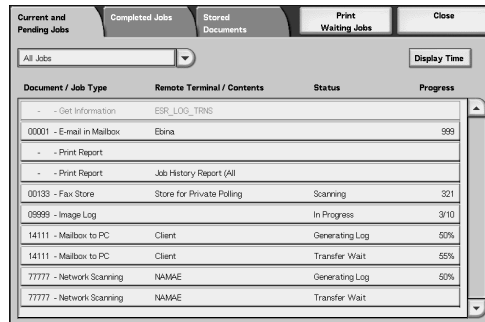 Current and Pending Jobs
Completed Jobs
Stored Documents
Print Waiting Jobs
Close
All Jobs
Display Time
Document / Job Type Remote Terminal / Contents Status Progress
- - Get Information ESR_LOG_TRNS
00001 - E-mail in Mailbox Ebina 999
- - Print Report
- - Print Report Job History Report (All
00133 - Fax Store Store for Private Polling Scanning 321
09999 - Image Log In Progress 3/10
14111 - Mailbox to PC Client Generating Log 50%
14111 - Mailbox to PC Client Transfer Wait 55%
77777 - Network Scanning NAMAE Generating Log 50%
77777 - Network Scanning NAMAE Transfer Wait